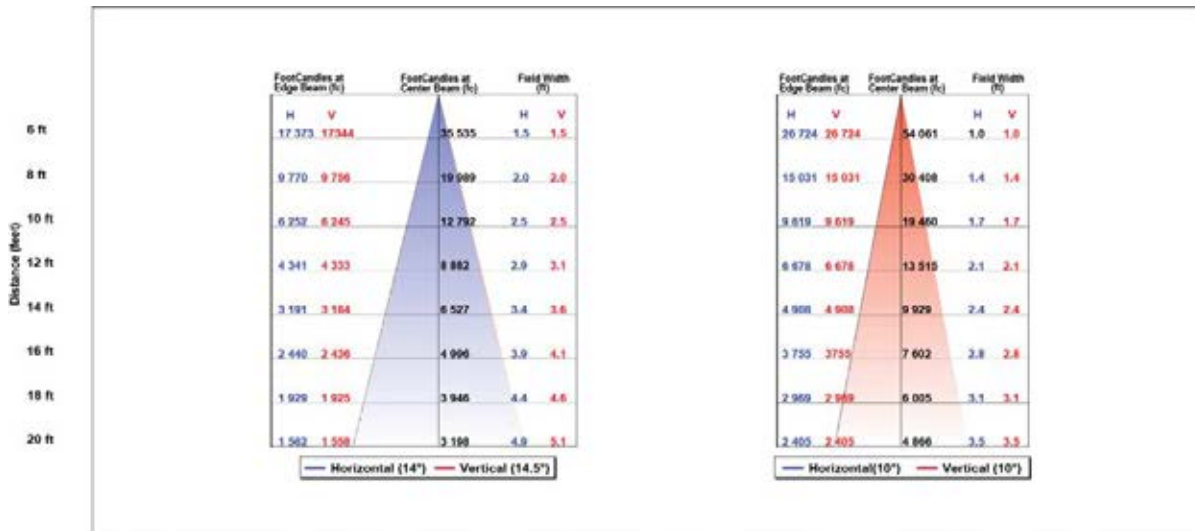 FootCandles at FootCandles at Field Width
Edge Beam (fc) Center Beam (fc) (ft)
H V H V
6 ft 17 373 17344 35 535 1.5 1.5
8 ft 9 770 9 756 19 989 2.0 2.0
10 ft 6 252 6 245 12 792 2.5 2.5
12 ft 4 341 4 333 8 882 2.9 3.1
14 ft 3 191 3 184 6 527 3.4 3.6
16 ft 2 440 2 436 4 996 3.9 4.1
18 ft 1 929 1 925 3 946 4.4 4.6
20 ft 1 562 1 558 3 198 4.9 5.1
Distance (feet)
Horizontal (14°) Vertical (14.5°)
FootCandles at FootCandles at Field Width
Edge Beam (fc) Center Beam (fc) (ft)
H V H V
26 724 26 724 54 061 1.0 1.0
15 031 15 031 30 408 1.4 1.4
9 619 9 619 19 460 1.7 1.7
6 678 6 678 13 515 2.1 2.1
4 908 4 908 9 929 2.4 2.4
3 755 3755 7 602 2.8 2.8
2 969 2 969 6 005 3.1 3.1
2 405 2 405 4 866 3.5 3.5
Horizontal(10°) Vertical (10°)